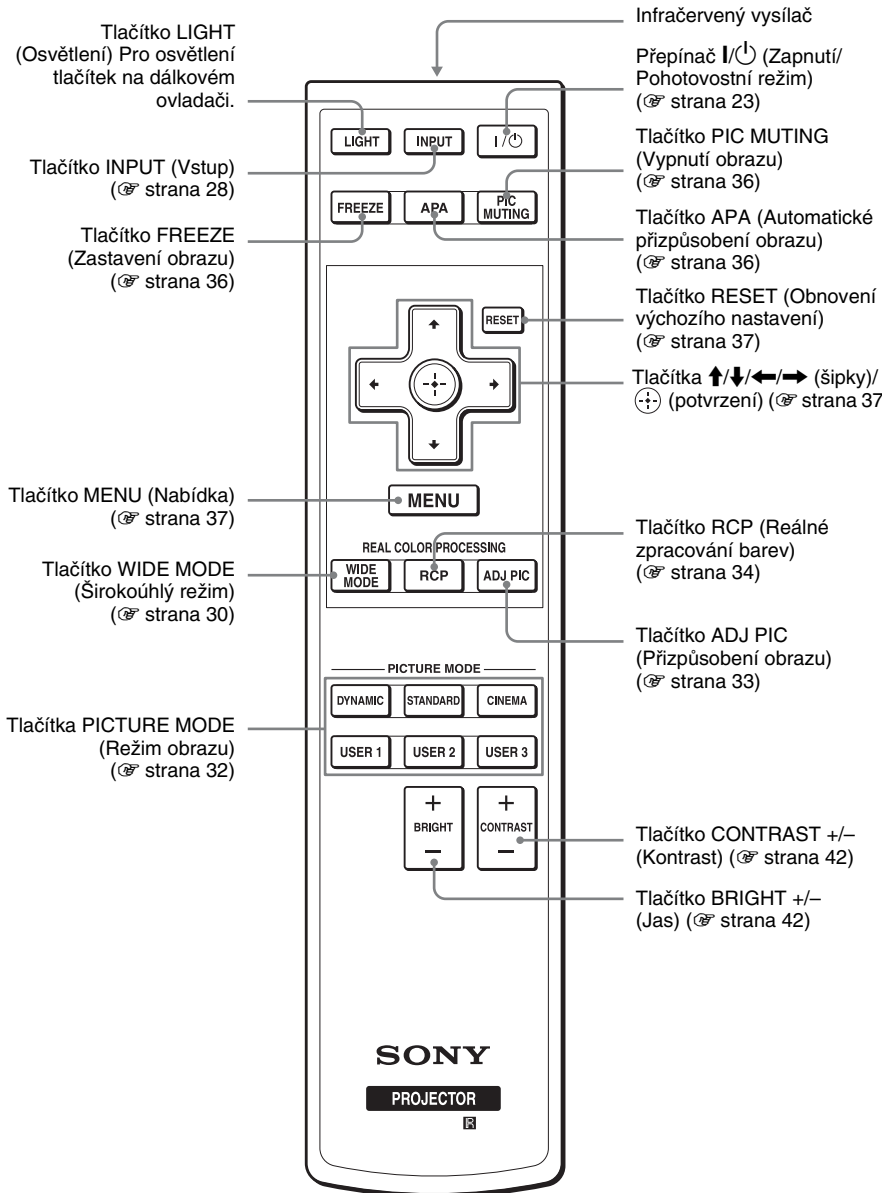 Tlačítko LIGHT
(Osvětlení) Pro osvětlení
tlačítek na dálkovém
ovladači.
Tlačítko INPUT (Vstup)
(☞ strana 28)
Tlačítko FREEZE
(Zastavení obrazu)
(☞ strana 36)
Tlačítko MENU (Nabídka)
(☞ strana 37)
Tlačítko WIDE MODE
(Širokoúhlý režim)
(☞ strana 30)
Tlačítka PICTURE MODE
(Režim obrazu)
(☞ strana 32)
LIGHT INPUT I/⏻
FREEZE APA PIC MUTING
RESET
MENU
REAL COLOR PROCESSING
WIDE MODE RCP ADJ PIC
PICTURE MODE
DYNAMIC STANDARD CINEMA
USER 1 USER 2 USER 3
+ +
BRIGHT CONTRAST
– –
SONY
PROJECTOR
R
Infračervený vysílač
Přepínač I/⏻ (Zapnutí/
Pohotovostní režim)
(☞ strana 23)
Tlačítko PIC MUTING
(Vypnutí obrazu)
(☞ strana 36)
Tlačítko APA (Automatické
přizpůsobení obrazu)
(☞ strana 36)
Tlačítko RESET (Obnovení
výchozího nastavení)
(☞ strana 37)
Tlačítka ↑/↓/←/→ (šipky)/
(potvrzení) (☞ strana 37
Tlačítko RCP (Reálné
zpracování barev)
(☞ strana 34)
Tlačítko ADJ PIC
(Přizpůsobení obrazu)
(☞ strana 33)
Tlačítko CONTRAST +/–
(Kontrast) (☞ strana 42)
Tlačítko BRIGHT +/–
(Jas) (☞ strana 42)